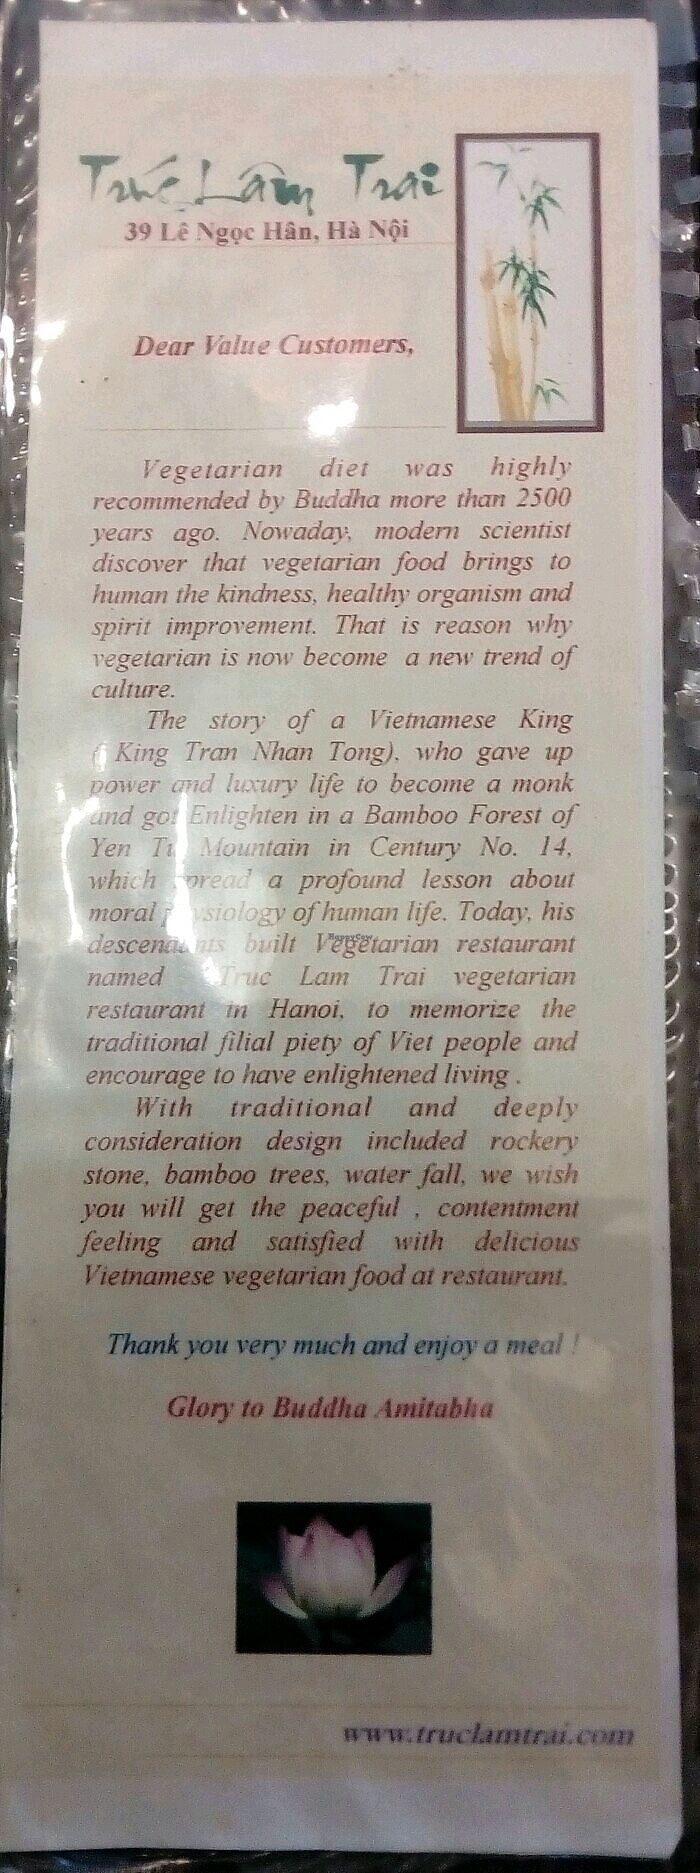 Trúc Lâm Trai
39 Lê Ngọc Hân, Hà Nội
Dear Value Customers,
Vegetarian diet was highly
recommended by Buddha more than 2500
years ago. Nowaday, modern scientist
discover that vegetarian food brings to
human the kindness, healthy organism and
spirit improvement. That is reason why
vegetarian is now become a new trend of
culture.
The story of a Vietnamese King
( King Tran Nhan Tong), who gave up
power and luxury life to become a monk
and got Enlighten in a Bamboo Forest of
Yen Tu Mountain in Century No. 14,
which spread a profound lesson about
moral physiology of human life. Today, his
descendants built Vegetarian restaurant
HappyCow
named Truc Lam Trai vegetarian
restaurant in Hanoi, to memorize the
traditional filial piety of Viet people and
encourage to have enlightened living .
With traditional and deeply
consideration design included rockery
stone, bamboo trees, water fall, we wish
you will get the peaceful , contentment
feeling and satisfied with delicious
Vietnamese vegetarian food at restaurant.
Thank you very much and enjoy a meal !
Glory to Buddha Amitabha
www.truclamtrai.com